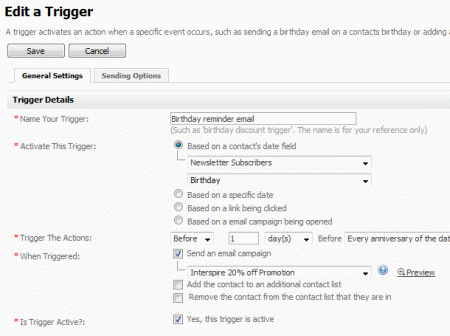 Edit a Trigger
A trigger activates an action when a specific event occurs, such as sending a birthday email on a contacts birthday or adding
Save Cancel
General Settings Sending Options
Trigger Details
* Name Your Trigger: Birthday reminder email
(Such as 'birthday discount trigger'. The name is for your reference only)
* Activate This Trigger: Based on a contact's date field
Newsletter Subscribers
Birthday
Based on a specific date
Based on a link being clicked
Based on a email campaign being opened
* Trigger The Actions: Before 1 day(s) Before Every anniversary of the dat
* When Triggered: Send an email campaign
Interspire 20% off Promotion Preview
Add the contact to an additional contact list
Remove the contact from the contact list that they are in
* Is Trigger Active?: Yes, this trigger is active